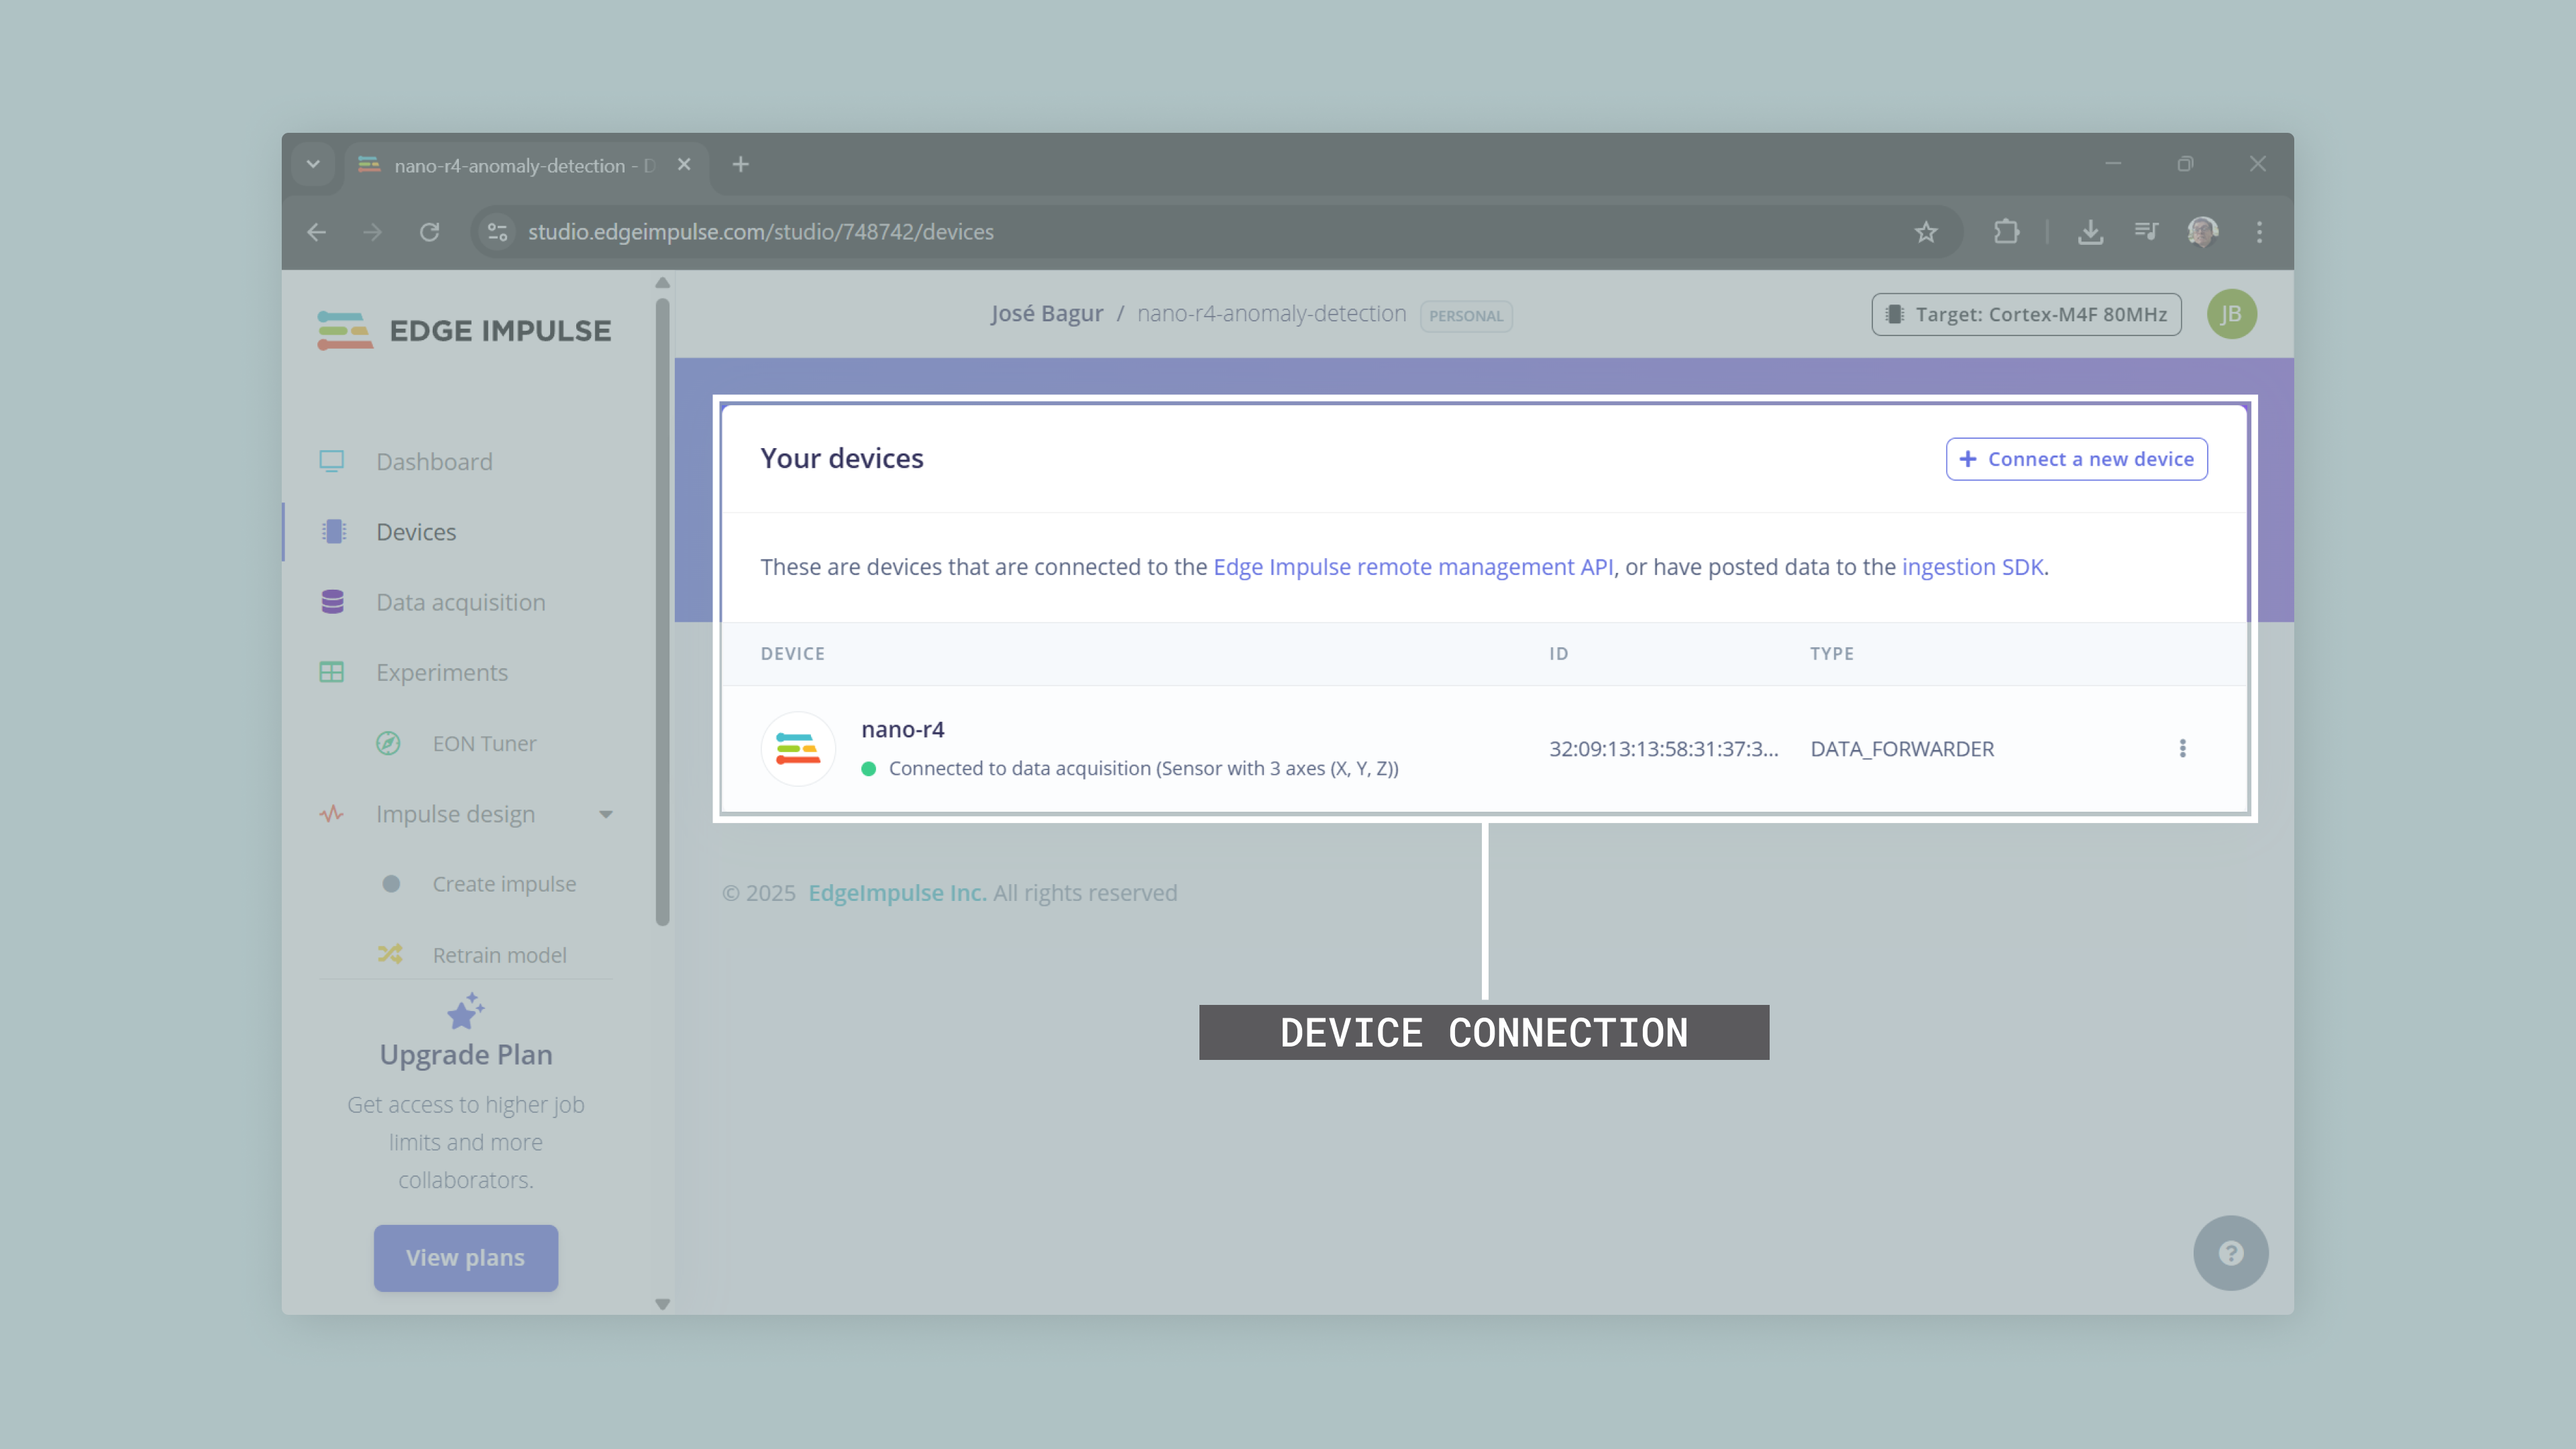 nano-r4-anomaly-detection - D
studio.edgeimpulse.com/studio/748742/devices
EDGE IMPULSE
José Bagur / nano-r4-anomaly-detection PERSONAL
Target: Cortex-M4F 80MHz
JB
Dashboard
Devices
Data acquisition
Experiments
EON Tuner
Impulse design
Create impulse
Retrain model
Upgrade Plan
Get access to higher job
limits and more
collaborators.
View plans
Your devices
+ Connect a new device
These are devices that are connected to the Edge Impulse remote management API, or have posted data to the ingestion SDK.
DEVICE ID TYPE
nano-r4
Connected to data acquisition (Sensor with 3 axes (X, Y, Z))
32:09:13:13:58:31:37:3... DATA_FORWARDER
© 2025 EdgeImpulse Inc. All rights reserved
DEVICE CONNECTION
?